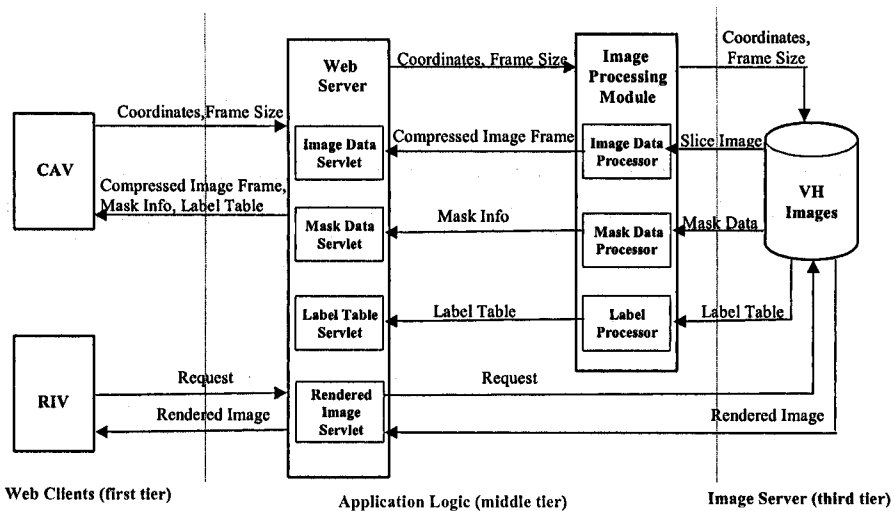 Coordinates,
Frame Size
Web
Server
Coordinates, Frame Size
Image
Processing
Module
Coordinates,Frame Size
CAV
Image Data
Servlet
Compressed Image Frame
Image Data
Processor
Slice Image
Compressed Image Frame,
Mask Info, Label Table
VH
Images
Mask Data
Servlet
Mask Info
Mask Data
Processor
Mask Data
Label Table
Servlet
Label Table
Label
Processor
Label Table
RIV
Request
Rendered Image
Rendered
Image
Servlet
Request
Rendered Image
Web Clients (first tier)
Application Logic (middle tier)
Image Server (third tier)